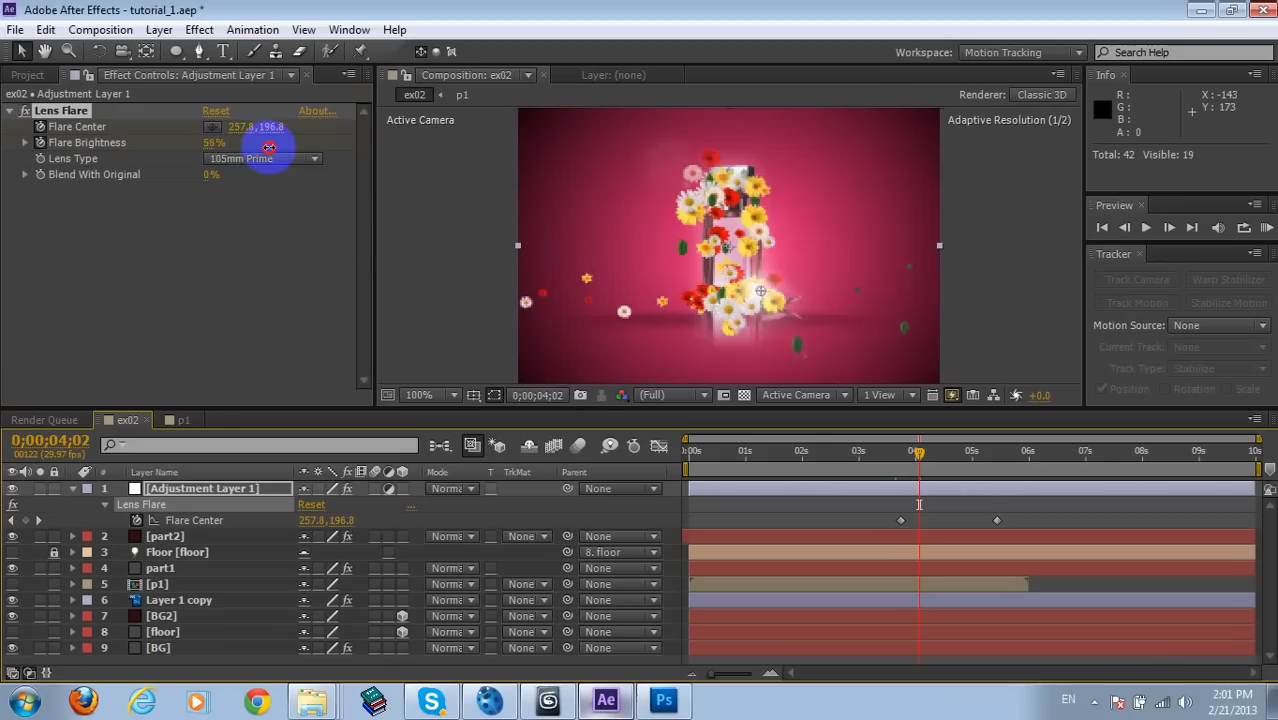 Adobe After Effects - tutorial_1.aep *
File Edit Composition Layer Effect Animation View Window Help
Workspace: Motion Tracking Search Help
Project Effect Controls: Adjustment Layer 1 Composition: ex02 Layer: (none) Info
ex02 • Adjustment Layer 1 ex02 p1 Renderer: Classic 3D
Lens Flare Reset About...
Flare Center 257.8,196.8
Flare Brightness 56%
Lens Type 105mm Prime
Blend With Original 0%
Active Camera Adaptive Resolution (1/2)
R: X: -143
G: Y: 173
B:
A: 0
Total: 42 Visible: 19
Preview
Tracker
Track Camera Warp Stabilizer
Track Motion Stabilize Motion
Motion Source: None
Current Track: None
Track Type: Stabilize
Position Rotation Scale
100% 0;00;04;02 (Full) Active Camera 1 View +0.0
Render Queue ex02 p1
0;00;04;02
00122 (29.97 fps)
0:00s 01s 02s 03s 04s 05s 06s 07s 08s 09s 10s
# Layer Name Mode T TrkMat Parent
1 [Adjustment Layer 1] Norma None
Lens Flare Reset ...
Flare Center 257.8,196.8
2 [part2] Norma None None
3 Floor [floor] 8. floor
4 part1 Norma None None
5 [p1] Norma None None
6 Layer 1 copy Norma None None
7 [BG2] Norma None None
8 [floor] Norma None None
9 [BG] Norma None None
EN 2:01 PM
2/21/2013